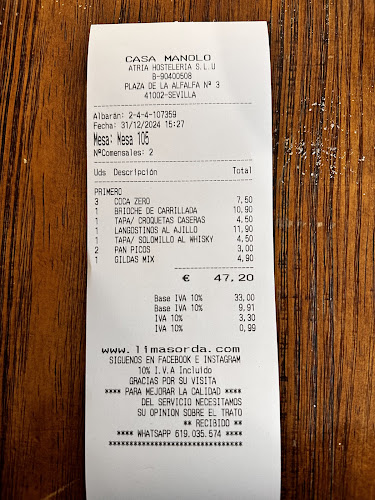 CASA MANOLO
ATRIA HOSTELERIA S.L.U
B-90400508
PLAZA DE LA ALFALFA Nº 3
41002-SEVILLA
Albarán: 2-4-4-107359
Fecha: 31/12/2024 15:27
Mesa: Mesa 105
NºComensales: 2
Uds Descripción Total
PRIMERO
3 COCA ZERO 7,50
1 BRIOCHE DE CARRILLADA 10,90
1 TAPA/ CROQUETAS CASERAS 4,50
1 LANGOSTINOS AL AJILLO 11,90
1 TAPA/ SOLOMILLO AL WHISKY 4,50
2 PAN PICOS 3,00
1 GILDAS MIX 4,90
€ 47,20
Base IVA 10% 33,00
Base IVA 10% 9,91
IVA 10% 3,30
IVA 10% 0,99
www.limasorda.com
SIGUENOS EN FACEBOOK E INSTAGRAM
10% I.V.A Incluido
GRACIAS POR SU VISITA
**** PARA MEJORAR LA CALIDAD ****
DEL SERVICIO NECESITAMOS
SU OPINION SOBRE EL TRATO
** RECIBIDO **
**** WHATSAPP 619.035.574 ****
********************************